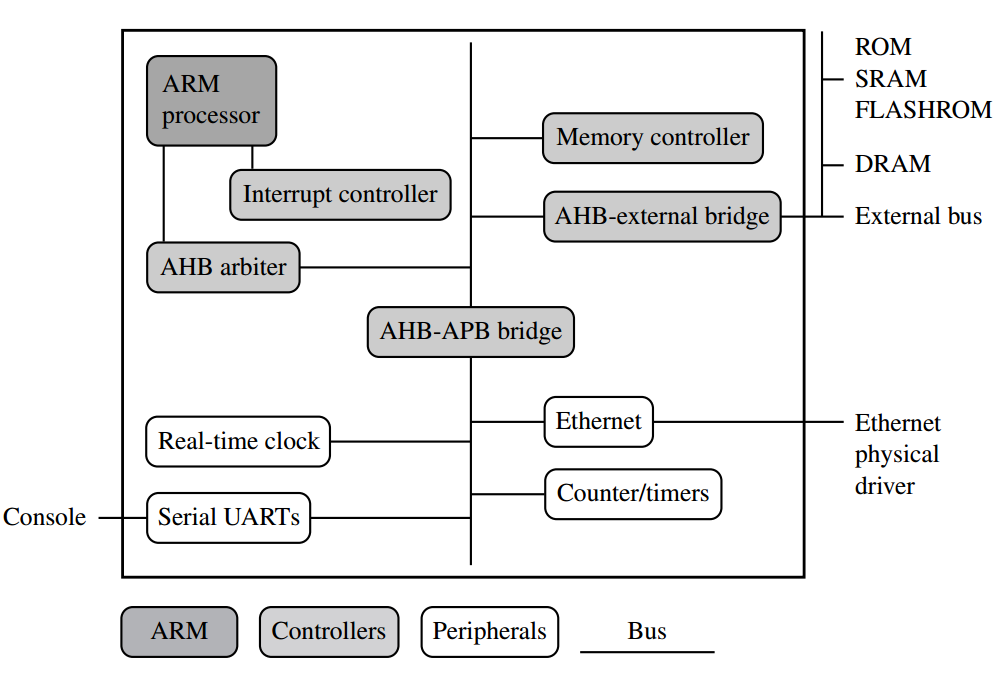 ROM
ARM
SRAM
processor
FLASHROM
Memory controller
DRAM
Interrupt controller
AHB-external bridge
External bus
AHB arbiter
AHB-APB bridge
Ethernet
Ethernet
physical
driver
Real-time clock
Counter/timers
Console
Serial UARTs
ARM
Controllers
Peripherals
Bus